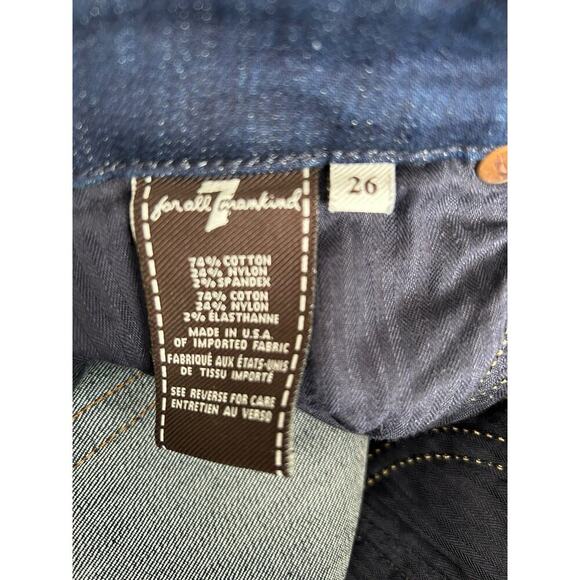 7
for all mankind
26
74% COTTON
24% NYLON
2% SPANDEX
74% COTON
24% NYLON
2% ÉLASTHANNE
MADE IN U.S.A.
OF IMPORTED FABRIC
FABRIQUÉ AUX ÉTATS-UNIS
DE TISSU IMPORTÉ
SEE REVERSE FOR CARE
ENTRETIEN AU VERSO